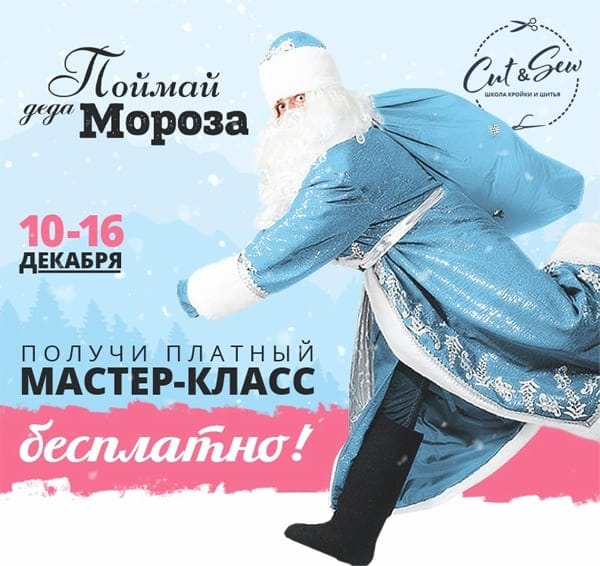 Поймай
деда Мороза
Cut & Sew
ШКОЛА КРОЙКИ И ШИТЬЯ
10-16
ДЕКАБРЯ
ПОЛУЧИ ПЛАТНЫЙ
МАСТЕР-КЛАСС
бесплатно!